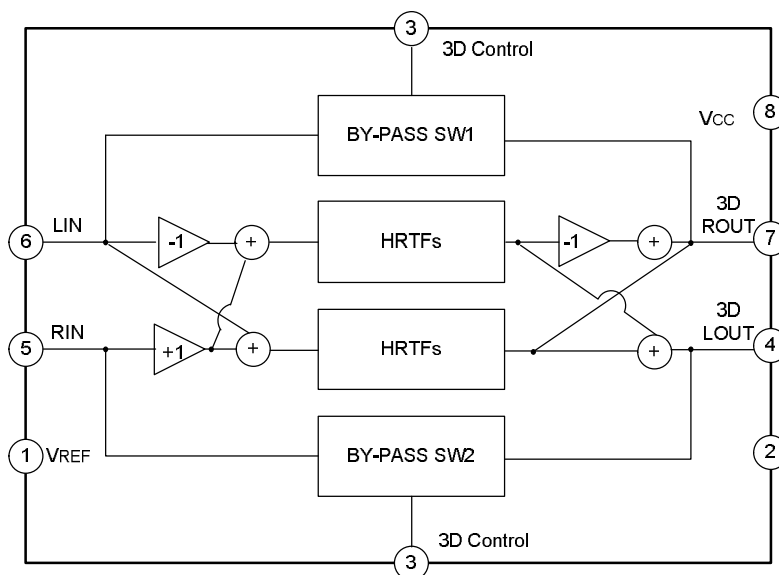 3
3D Control
BY-PASS SW1
VCC
8
LIN
6
-1
+
HRTFs
-1
+
3D
ROUT
7
RIN
5
+1
+
HRTFs
+
3D
LOUT
4
1
VREF
BY-PASS SW2
2
3D Control
3